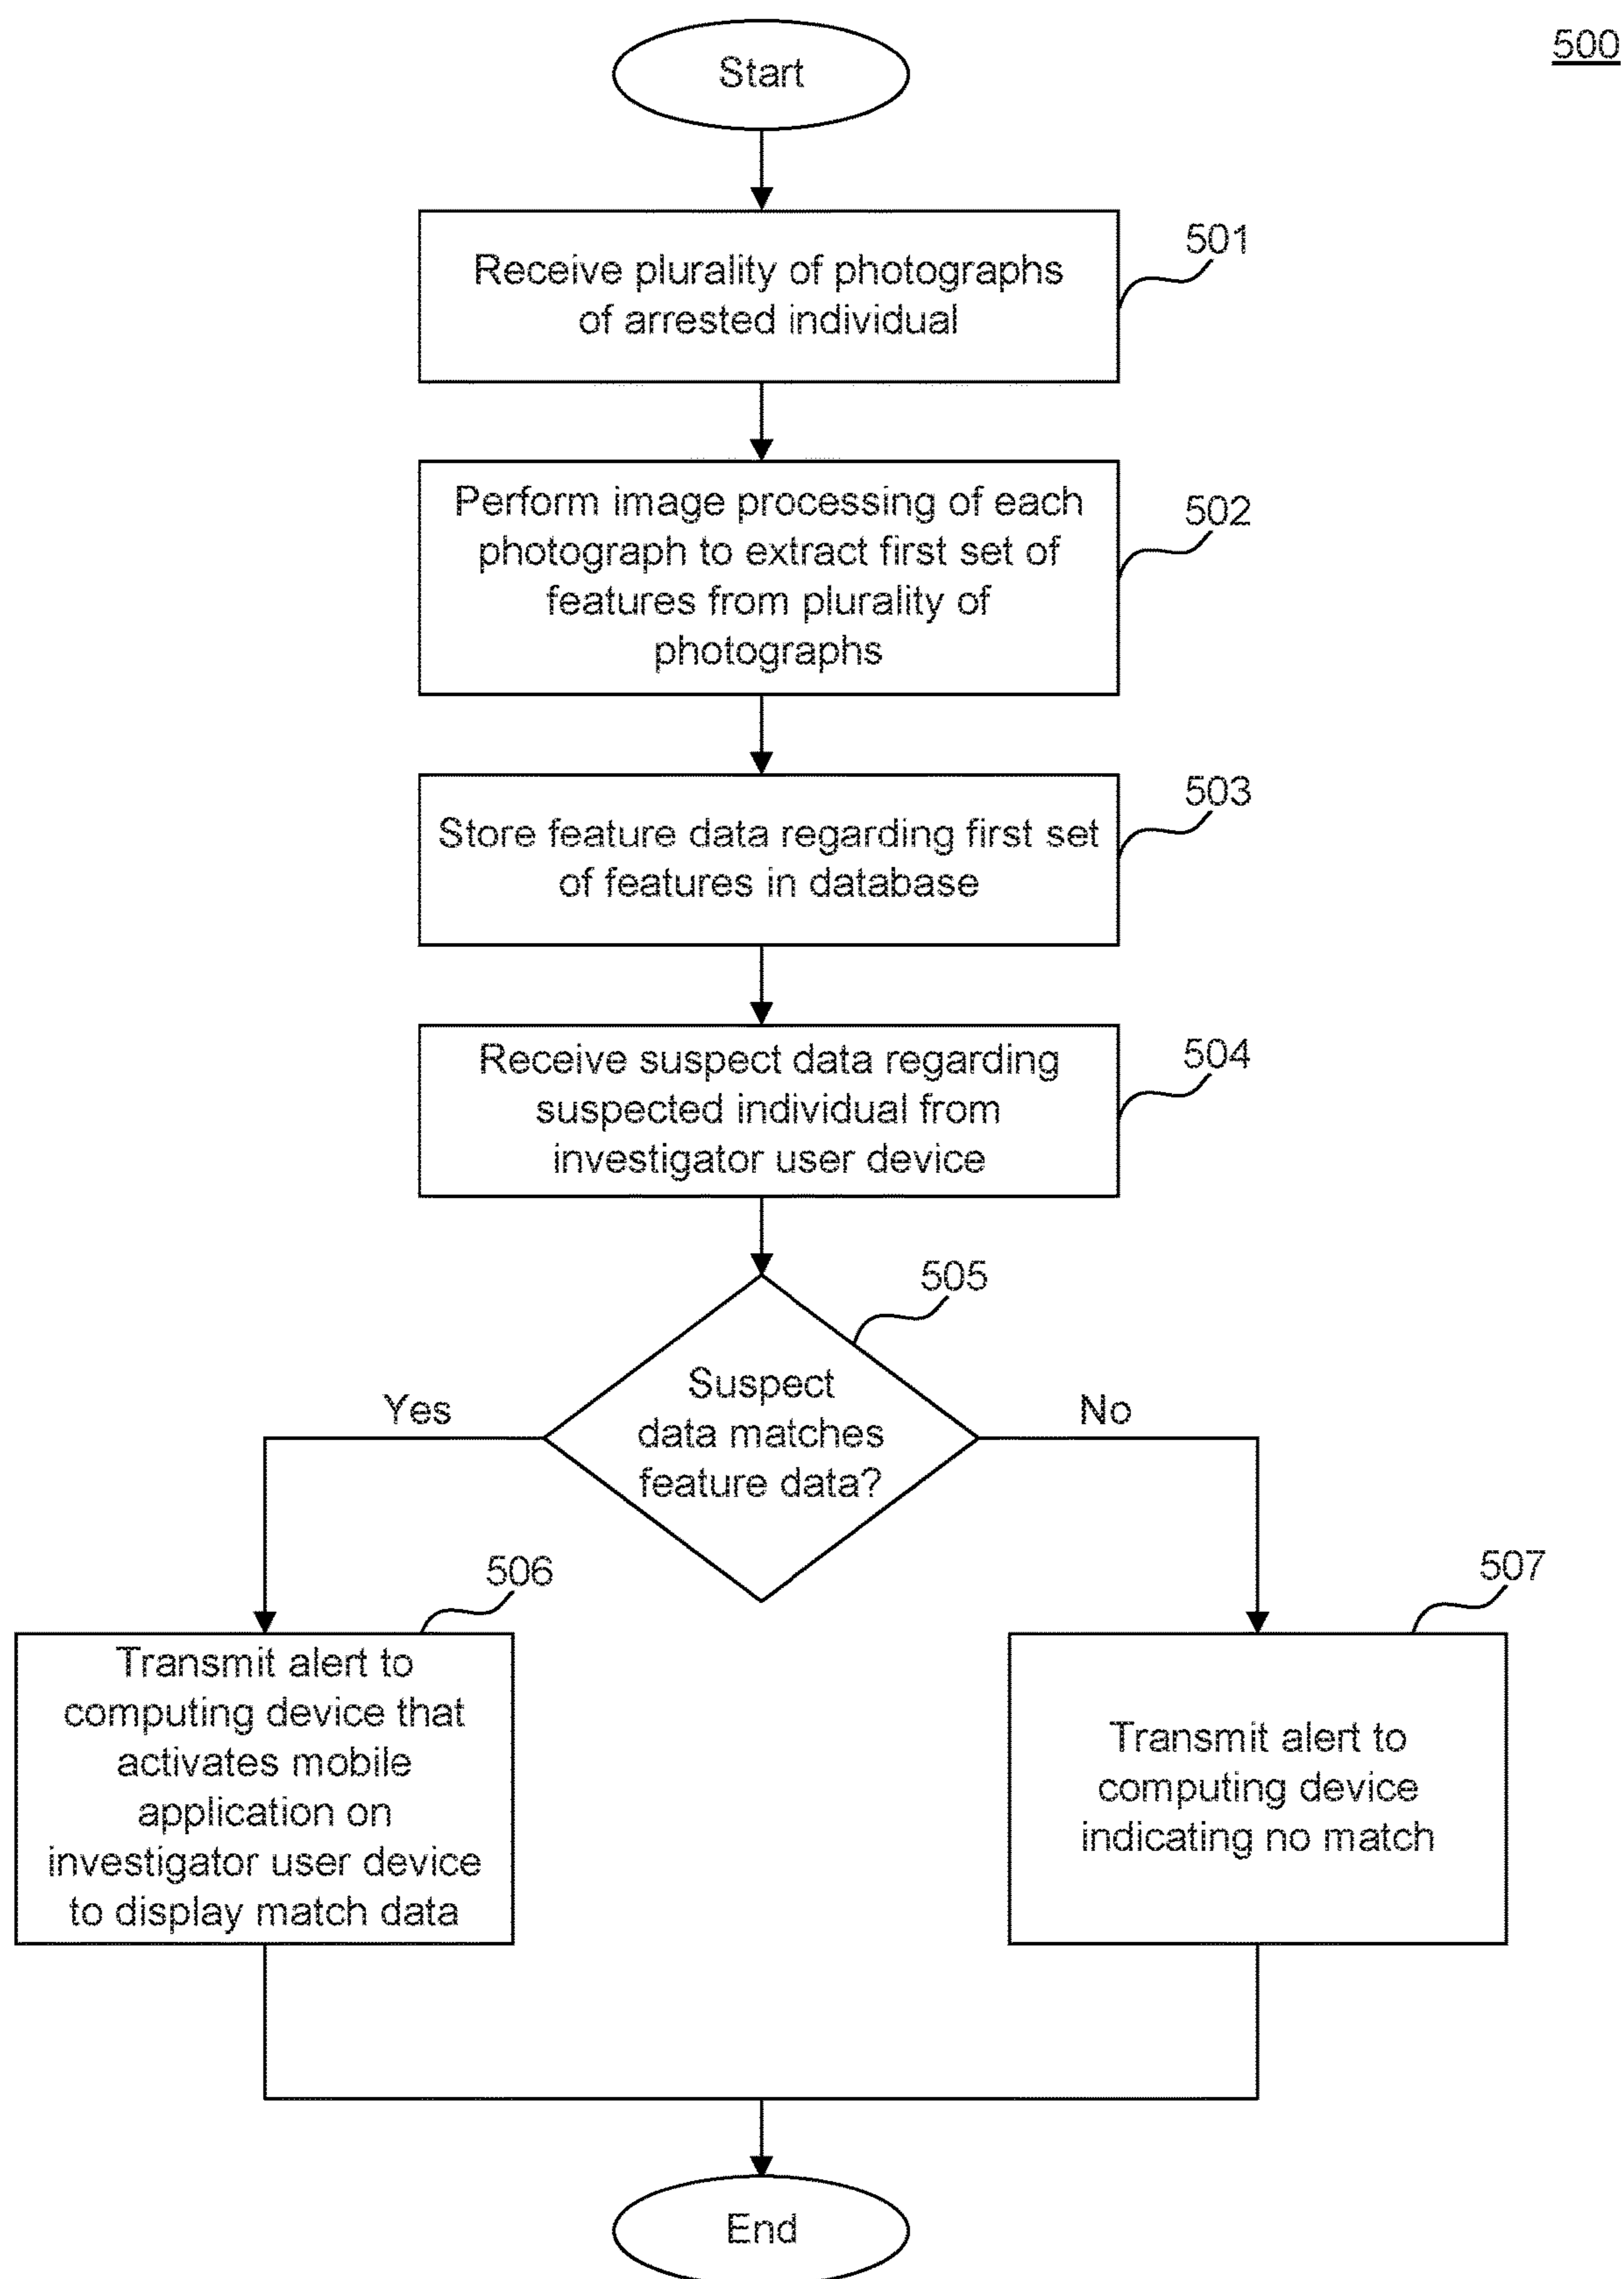 500
Start
501
Receive plurality of photographs
of arrested individual
502
Perform image processing of each
photograph to extract first set of
features from plurality of
photographs
503
Store feature data regarding first set
of features in database
504
Receive suspect data regarding
suspected individual from
investigator user device
505
Suspect
data matches
feature data?
Yes
No
506
Transmit alert to
computing device that
activates mobile
application on
investigator user device
to display match data
507
Transmit alert to
computing device
indicating no match
End